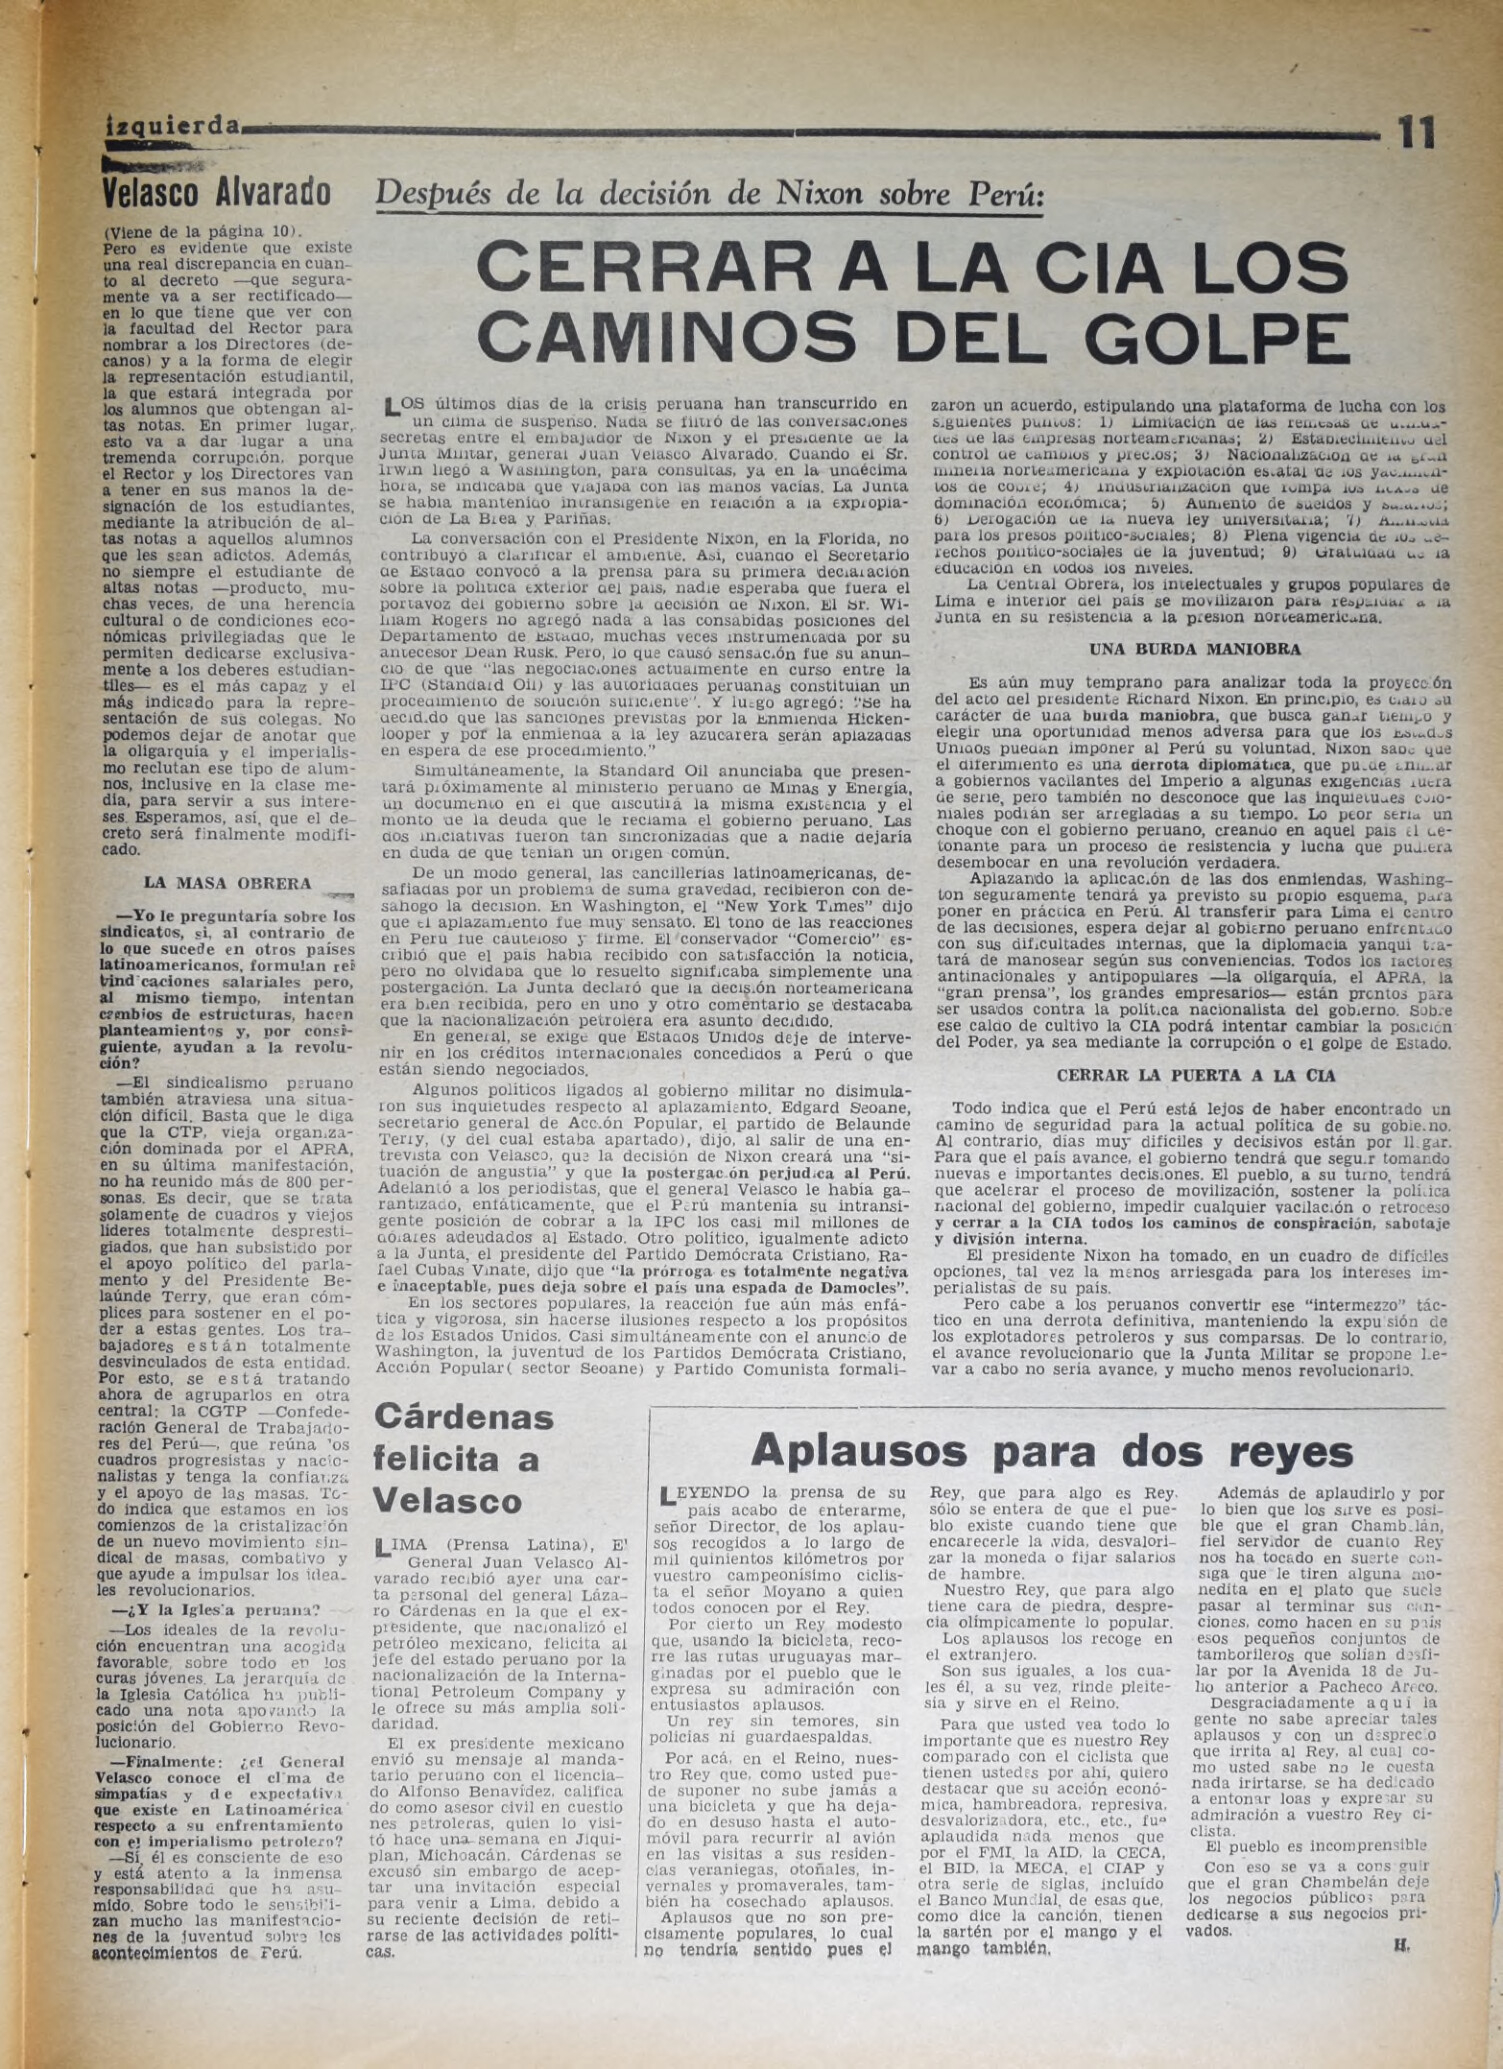 izquierda
11
Velasco Alvarado
(Viene de la página 10).
Pero es evidente que existe
una real discrepancia en cuan-
to al decreto —que segura-
mente va a ser rectificado—
en lo que tiene que ver con
la facultad del Rector para
nombrar a los Directores (de-
canos) y a la forma de elegir
la representación estudiantil,
la que estará integrada por
los alumnos que obtengan al-
tas notas. En primer lugar,
esto va a dar lugar a una
tremenda corrupción, porque
el Rector y los Directores van
a tener en sus manos la de-
signación de los estudiantes,
mediante la atribución de al-
tas notas a aquellos alumnos
que les sean adictos. Además,
no siempre el estudiante de
altas notas —producto, mu-
chas veces, de una herencia
cultural o de condiciones eco-
nómicas privilegiadas que le
permiten dedicarse exclusiva-
mente a los deberes estudian-
tiles— es el más capaz y el
más indicado para la repre-
sentación de sus colegas. No
podemos dejar de anotar que
la oligarquía y el imperialis-
mo reclutan ese tipo de alum-
nos, inclusive en la clase me-
dia, para servir a sus intere-
ses. Esperamos, así, que el de-
creto será finalmente modifi-
cado.
LA MASA OBRERA
—Yo le preguntaría sobre los
sindicatos, si, al contrario de
lo que sucede en otros países
latinoamericanos, formulan rei
vindicaciones salariales pero,
al mismo tiempo, intentan
cambios de estructuras, hacen
planteamientos y, por consi-
guiente, ayudan a la revolu-
ción?
—El sindicalismo peruano
también atraviesa una situa-
ción difícil. Basta que le diga
que la CTP, vieja organiza-
ción dominada por el APRA,
en su última manifestación,
no ha reunido más de 800 per-
sonas. Es decir, que se trata
solamente de cuadros y viejos
líderes totalmente despresti-
giados, que han subsistido por
el apoyo político del parla-
mento y del Presidente Be-
laúnde Terry, que eran cóm-
plices para sostener en el po-
der a estas gentes. Los tra-
bajadores están totalmente
desvinculados de esta entidad.
Por esto, se está tratando
ahora de agruparlos en otra
central; la CGTP —Confede-
ración General de Trabajado-
res del Perú—, que reúna los
cuadros progresistas y nacio-
nalistas y tenga la confianza
y el apoyo de las masas. To-
do indica que estamos en los
comienzos de la cristalización
de un nuevo movimiento sin-
dical de masas, combativo y
que ayude a impulsar los idea-
les revolucionarios.
—¿Y la Iglesia peruana?
—Los ideales de la revolu-
ción encuentran una acogida
favorable, sobre todo en los
curas jóvenes. La jerarquía de
la Iglesia Católica ha publi-
cado una nota apoyando la
posición del Gobierno Revo-
lucionario.
—Finalmente: ¿el General
Velasco conoce el clima de
simpatías y de expectativa
que existe en Latinoamérica
respecto a su enfrentamiento
con el imperialismo petrolero?
—Sí, él es consciente de eso
y está atento a la inmensa
responsabilidad que ha asu-
mido. Sobre todo le sensibili-
zan mucho las manifestacio-
nes de la juventud sobre los
acontecimientos de Perú.
Después de la decisión de Nixon sobre Perú:
CERRAR A LA CIA LOS
CAMINOS DEL GOLPE
LOS últimos días de la crisis peruana han transcurrido en
un clima de suspenso. Nada se filtró de las conversaciones
secretas entre el embajador de Nixon y el presidente de la
Junta Militar, general Juan Velasco Alvarado. Cuando el Sr.
Irwin llegó a Washington, para consultas, ya en la undécima
hora, se indicaba que viajaba con las manos vacías. La Junta
se había mantenido intransigente en relación a la expropia-
ción de La Brea y Pariñas.
La conversación con el Presidente Nixon, en la Florida, no
contribuyó a clarificar el ambiente. Así, cuando el Secretario
de Estado convocó a la prensa para su primera declaración
sobre la política exterior del país, nadie esperaba que fuera el
portavoz del gobierno sobre la decisión de Nixon. El Sr. Wi-
lliam Rogers no agregó nada a las consabidas posiciones del
Departamento de Estado, muchas veces instrumentada por su
antecesor Dean Rusk. Pero, lo que causó sensación fue su anun-
cio de que "las negociaciones actualmente en curso entre la
IPC (Standard Oil) y las autoridades peruanas constituían un
procedimiento de solución suficiente". Y luego agregó: "Se ha
decidido que las sanciones previstas por la Enmienda Hicken-
looper y por la enmienda a la ley azucarera serán aplazadas
en espera de ese procedimiento."
Simultáneamente, la Standard Oil anunciaba que presen-
tará próximamente al ministerio peruano de Minas y Energía,
un documento en el que discutirá la misma existencia y el
monto de la deuda que le reclama el gobierno peruano. Las
dos iniciativas fueron tan sincronizadas que a nadie dejaría
en duda de que tenían un origen común.
De un modo general, las cancillerías latinoamericanas, de-
safiadas por un problema de suma gravedad, recibieron con de-
sahogo la decisión. En Washington, el "New York Times" dijo
que el aplazamiento fue muy sensato. El tono de las reacciones
en Perú fue cauteloso y firme. El conservador "Comercio" es-
cribió que el país había recibido con satisfacción la noticia,
pero no olvidaba que lo resuelto significaba simplemente una
postergación. La Junta declaró que la decisión norteamericana
era bien recibida, pero en uno y otro comentario se destacaba
que la nacionalización petrolera era asunto decidido.
En general, se exige que Estados Unidos deje de interve-
nir en los créditos internacionales concedidos a Perú o que
están siendo negociados.
Algunos políticos ligados al gobierno militar no disimula-
ron sus inquietudes respecto al aplazamiento. Edgard Seoane,
secretario general de Acción Popular, el partido de Belaunde
Terry, (y del cual estaba apartado), dijo, al salir de una en-
trevista con Velasco, que la decisión de Nixon creará una "si-
tuación de angustia" y que la postergación perjudica al Perú.
Adelantó a los periodistas, que el general Velasco le había ga-
rantizado, enfáticamente, que el Perú mantenía su intransi-
gente posición de cobrar a la IPC los casi mil millones de
dólares adeudados al Estado. Otro político, igualmente adicto
a la Junta, el presidente del Partido Demócrata Cristiano, Ra-
fael Cubas Vinate, dijo que "la prórroga es totalmente negativa
e inaceptable, pues deja sobre el país una espada de Damocles".
En los sectores populares, la reacción fue aún más enfá-
tica y vigorosa, sin hacerse ilusiones respecto a los propósitos
de los Estados Unidos. Casi simultáneamente con el anuncio de
Washington, la juventud de los Partidos Demócrata Cristiano,
Acción Popular( sector Seoane) y Partido Comunista formali-
zaron un acuerdo, estipulando una plataforma de lucha con los
siguientes puntos: 1) Limitación de las remesas de utilida-
des de las empresas norteamericanas; 2) Establecimiento del
control de cambios y precios; 3) Nacionalización de la gran
minería norteamericana y explotación estatal de los yacimien-
tos de cobre; 4) Industrialización que rompa los lazos de
dominación económica; 5) Aumento de sueldos y salarios;
6) Derogación de la nueva ley universitaria; 7) Amnistía
para los presos político-sociales; 8) Plena vigencia de los de-
rechos político-sociales de la juventud; 9) Gratuidad de la
educación en todos los niveles.
La Central Obrera, los intelectuales y grupos populares de
Lima e interior del país se movilizaron para respaldar a la
Junta en su resistencia a la presión norteamericana.
UNA BURDA MANIOBRA
Es aún muy temprano para analizar toda la proyección
del acto del presidente Richard Nixon. En principio, es claro su
carácter de una burda maniobra, que busca ganar tiempo y
elegir una oportunidad menos adversa para que los Estados
Unidos puedan imponer al Perú su voluntad. Nixon sabe que
el diferimiento es una derrota diplomática, que puede animar
a gobiernos vacilantes del Imperio a algunas exigencias fuera
de serie, pero también no desconoce que las inquietudes colo-
niales podrán ser arregladas a su tiempo. Lo peor sería un
choque con el gobierno peruano, creando en aquel país el de-
tonante para un proceso de resistencia y lucha que pudiera
desembocar en una revolución verdadera.
Aplazando la aplicación de las dos enmiendas, Washing-
ton seguramente tendrá ya previsto su propio esquema, para
poner en práctica en Perú. Al transferir para Lima el centro
de las decisiones, espera dejar al gobierno peruano enfrentado
con sus dificultades internas, que la diplomacia yanqui tra-
tará de manosear según sus conveniencias. Todos los factores
antinacionales y antipopulares —la oligarquía, el APRA, la
"gran prensa", los grandes empresarios— están prontos para
ser usados contra la política nacionalista del gobierno. Sobre
ese caldo de cultivo la CIA podrá intentar cambiar la posición
del Poder, ya sea mediante la corrupción o el golpe de Estado.
CERRAR LA PUERTA A LA CIA
Todo indica que el Perú está lejos de haber encontrado un
camino de seguridad para la actual política de su gobierno.
Al contrario, días muy difíciles y decisivos están por llegar.
Para que el país avance, el gobierno tendrá que seguir tomando
nuevas e importantes decisiones. El pueblo, a su turno, tendrá
que acelerar el proceso de movilización, sostener la política
nacional del gobierno, impedir cualquier vacilación o retroceso
y cerrar a la CIA todos los caminos de conspiración, sabotaje
y división interna.
El presidente Nixon ha tomado, en un cuadro de difíciles
opciones, tal vez la menos arriesgada para los intereses im-
perialistas de su país.
Pero cabe a los peruanos convertir ese "intermezzo" tác-
tico en una derrota definitiva, manteniendo la expulsión de
los explotadores petroleros y sus comparsas. De lo contrario,
el avance revolucionario que la Junta Militar se propone lle-
var a cabo no sería avance, y mucho menos revolucionario.
Cárdenas
felicita a
Velasco
LIMA (Prensa Latina), El
General Juan Velasco Al-
varado recibió ayer una car-
ta personal del general Láza-
ro Cárdenas en la que el ex-
presidente, que nacionalizó el
petróleo mexicano, felicita al
jefe del estado peruano por la
nacionalización de la Interna-
tional Petroleum Company y
le ofrece su más amplia soli-
daridad.
El ex presidente mexicano
envió su mensaje al manda-
tario peruano con el licencia-
do Alfonso Benavídez, califica
do como asesor civil en cuestio
nes petroleras, quien lo visi-
tó hace una semana en Jiqui-
plan, Michoacán. Cárdenas se
excusó sin embargo de acep-
tar una invitación especial
para venir a Lima, debido a
su reciente decisión de reti-
rarse de las actividades políti-
cas.
Aplausos para dos reyes
LEYENDO la prensa de su
país acabo de enterarme,
señor Director, de los aplau-
sos recogidos a lo largo de
mil quinientos kilómetros por
vuestro campeonísimo ciclis-
ta el señor Moyano a quien
todos conocen por el Rey.
Por cierto un Rey modesto
que, usando la bicicleta, reco-
rre las rutas uruguayas mar-
ginadas por el pueblo que le
expresa su admiración con
entusiastos aplausos.
Un rey sin temores, sin
policías ni guardaespaldas.
Por acá, en el Reino, nues-
tro Rey que, como usted pue-
de suponer no sube jamás a
una bicicleta y que ha deja-
do en desuso hasta el auto-
móvil para recurrir al avión
en las visitas a sus residen-
cias veraniegas, otoñales, in-
vernales y promaverales, tam-
bién ha cosechado aplausos.
Aplausos que no son pre-
cisamente populares, lo cual
no tendría sentido pues el
Rey, que para algo es Rey,
sólo se entera de que el pue-
blo existe cuando tiene que
encarecerle la vida, desvalori-
zar la moneda o fijar salarios
de hambre.
Nuestro Rey, que para algo
tiene cara de piedra, despre-
cia olímpicamente lo popular.
Los aplausos los recoge en
el extranjero.
Son sus iguales, a los cua-
les él, a su vez, rinde pleite-
sía y sirve en el Reino.
Para que usted vea todo lo
importante que es nuestro Rey
comparado con el ciclista que
tienen ustedes por ahí, quiero
destacar que su acción econó-
mica, hambreadora, represiva,
desvalorizadora, etc., etc., fue
aplaudida nada menos que
por el FMI, la AID, la CECA,
el BID, la MECA, el CIAP y
otra serie de siglas, incluído
el Banco Mundial, de esas que,
como dice la canción, tienen
la sartén por el mango y el
mango también.
Además de aplaudirlo y por
lo bien que los sirve es posi-
ble que el gran Chambelán,
fiel servidor de cuanto Rey
nos ha tocado en suerte con-
siga que le tiren alguna mo-
nedita en el plato que suele
pasar al terminar sus can-
ciones, como hacen en su país
esos pequeños conjuntos de
tamborileros que solían desfi-
lar por la Avenida 18 de Ju-
lio anterior a Pacheco Areco.
Desgraciadamente aquí la
gente no sabe apreciar tales
aplausos y con un desprecio
que irrita al Rey, al cual co-
mo usted sabe no le cuesta
nada irirtarse, se ha dedicado
a entonar loas y expresar su
admiración a vuestro Rey ci-
clista.
El pueblo es incomprensible
Con eso se va a conseguir
que el gran Chambelán deje
los negocios públicos para
dedicarse a sus negocios pri-
vados.
H.